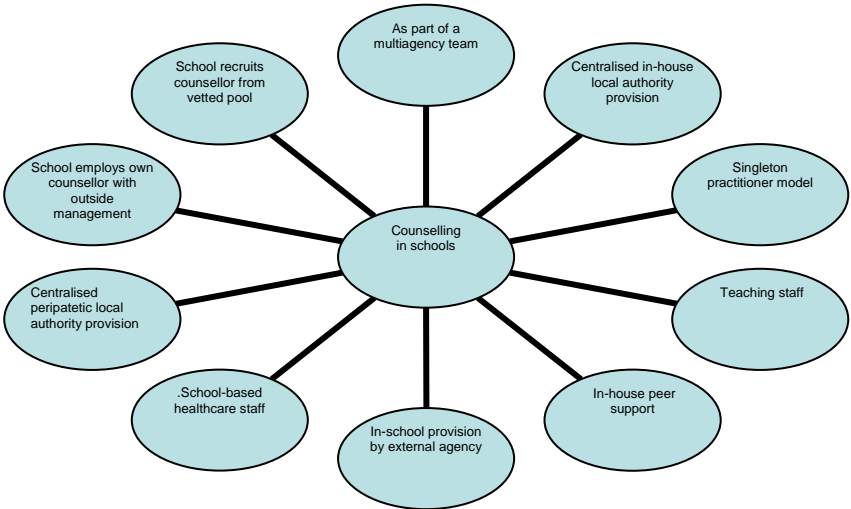 As part of a
multiagency team
School recruits
counsellor from
vetted pool
Centralised in-house
local authority
provision
School employs own
counsellor with
outside
management
Singleton
practitioner model
Counselling
in schools
Centralised
peripatetic local
authority provision
Teaching staff
.School-based
healthcare staff
In-house peer
support
In-school provision
by external agency